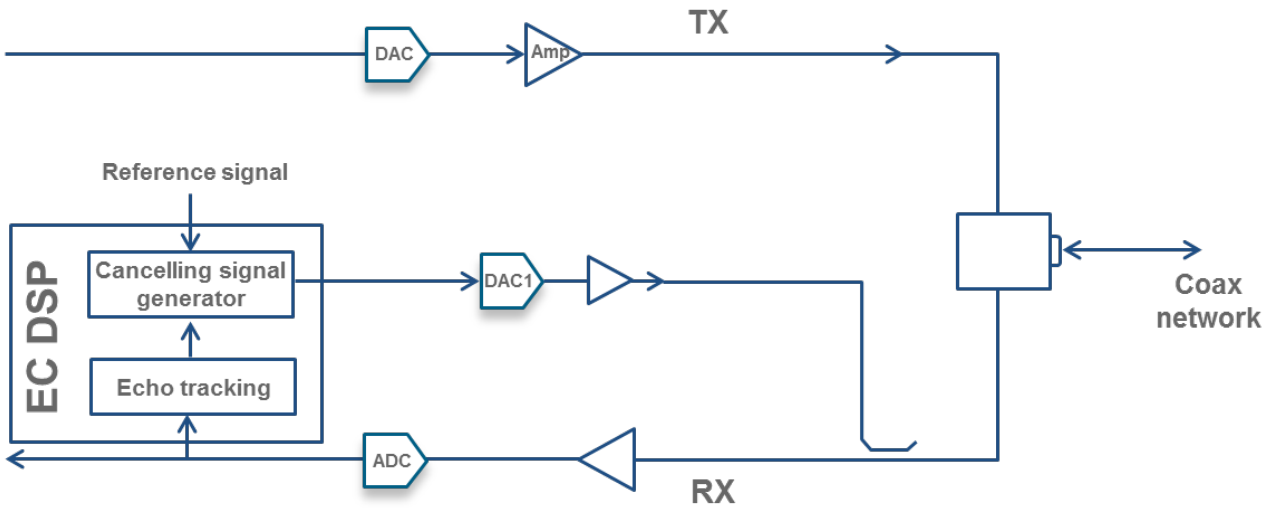 TX
DAC
Amp
Reference signal
EC DSP
Cancelling signal
generator
DAC1
Coax
network
Echo tracking
ADC
RX